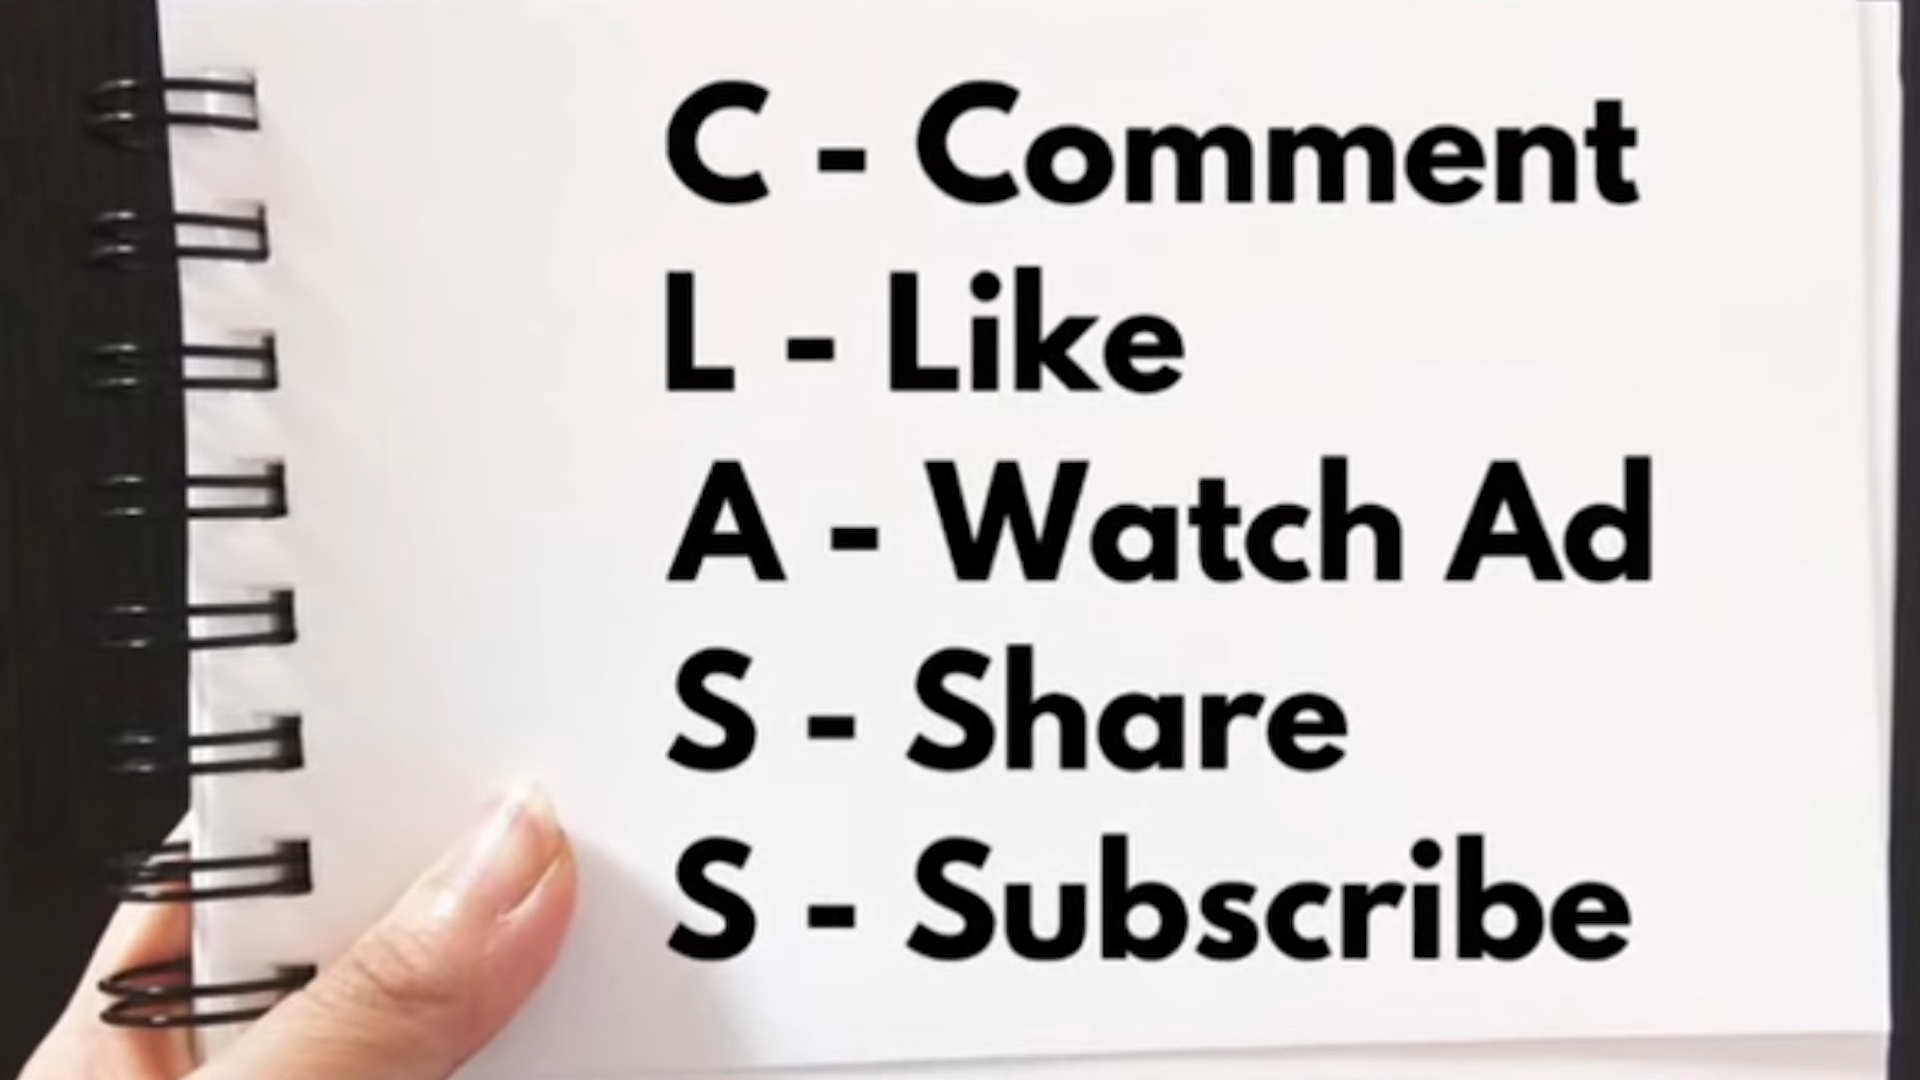 C - Comment
L - Like
A - Watch Ad
S - Share
S - Subscribe